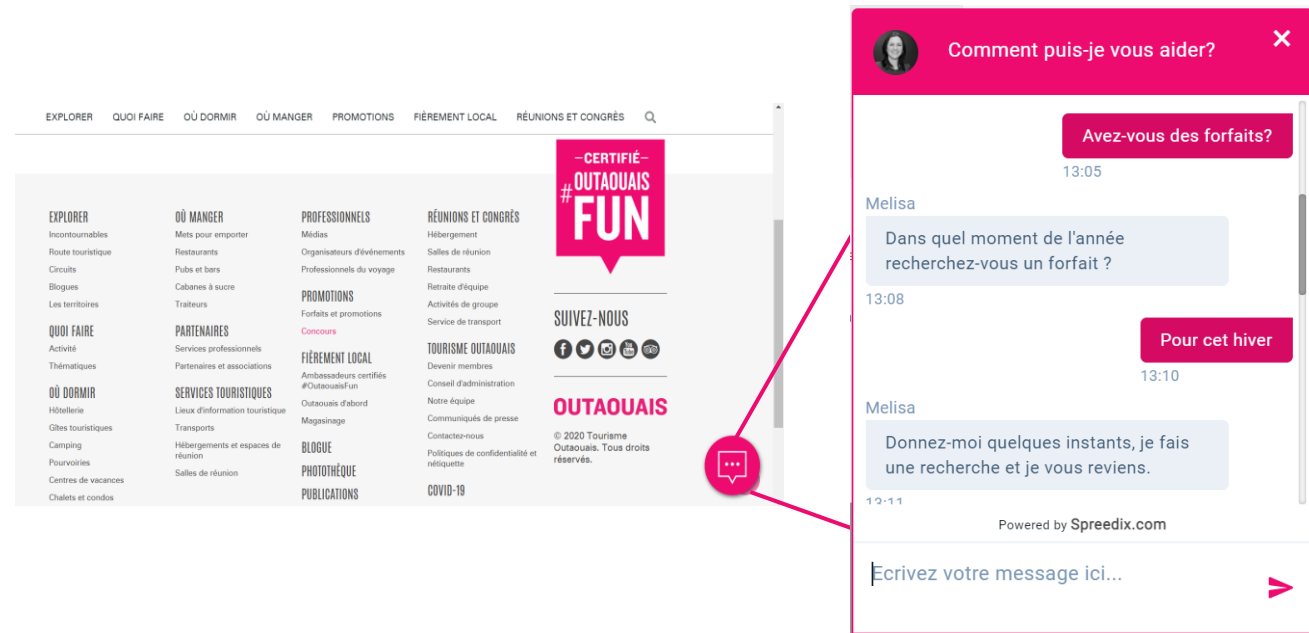 EXPLORER QUOI FAIRE OÙ DORMIR OÙ MANGER PROMOTIONS FIÈREMENT LOCAL RÉUNIONS ET CONGRÈS
EXPLORER
Incontournables
Route touristique
Circuits
Blogues
Les territoires
QUOI FAIRE
Activité
Thématiques
OÙ DORMIR
Hôtellerie
Gîtes touristiques
Camping
Pourvoiries
Centres de vacances
Chalets et condos
OÙ MANGER
Mets pour emporter
Restaurants
Pubs et bars
Cabanes à sucre
Traiteurs
PARTENAIRES
Services professionnels
Partenaires et associations
SERVICES TOURISTIQUES
Lieux d'information touristique
Transports
Hébergements et espaces de
réunion
Salles de réunion
PROFESSIONNELS
Médias
Organisateurs d'événements
Professionnels du voyage
PROMOTIONS
Forfaits et promotions
Concours
FIÈREMENT LOCAL
Ambassadeurs certifiés
#OutaouaisFun
Outaouais d'abord
Magasinage
BLOGUE
PHOTOTHÈQUE
PUBLICATIONS
RÉUNIONS ET CONGRÈS
Hébergement
Salles de réunion
Restaurants
Retraite d'équipe
Activités de groupe
Service de transport
TOURISME OUTAOUAIS
Devenir membres
Conseil d'administration
Notre équipe
Communiqués de presse
Contactez-nous
Politiques de confidentialité et
nétiquette
COVID-19
–CERTIFIÉ–
#OUTAOUAIS
FUN
SUIVEZ-NOUS
OUTAOUAIS
© 2020 Tourisme
Outaouais. Tous droits
réservés.
Comment puis-je vous aider?
Avez-vous des forfaits?
13:05
Melisa
Dans quel moment de l'année
recherchez-vous un forfait ?
13:08
Pour cet hiver
13:10
Melisa
Donnez-moi quelques instants, je fais
une recherche et je vous reviens.
13:11
Powered by Spreedix.com
Ecrivez votre message ici...